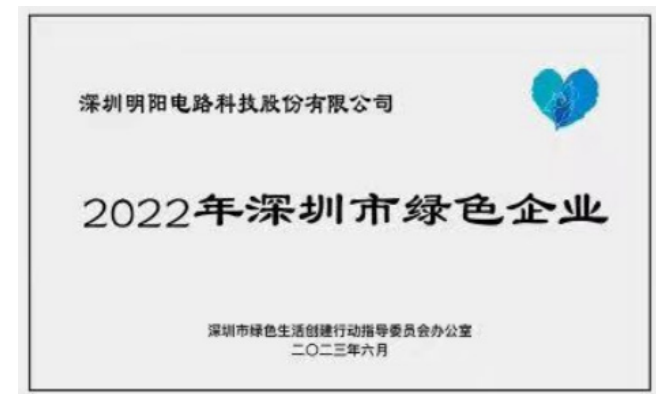 深圳明阳电路科技股份有限公司
2022年深圳市绿色企业
深圳市绿色生活创建行动指导委员会办公室
二〇二三年六月